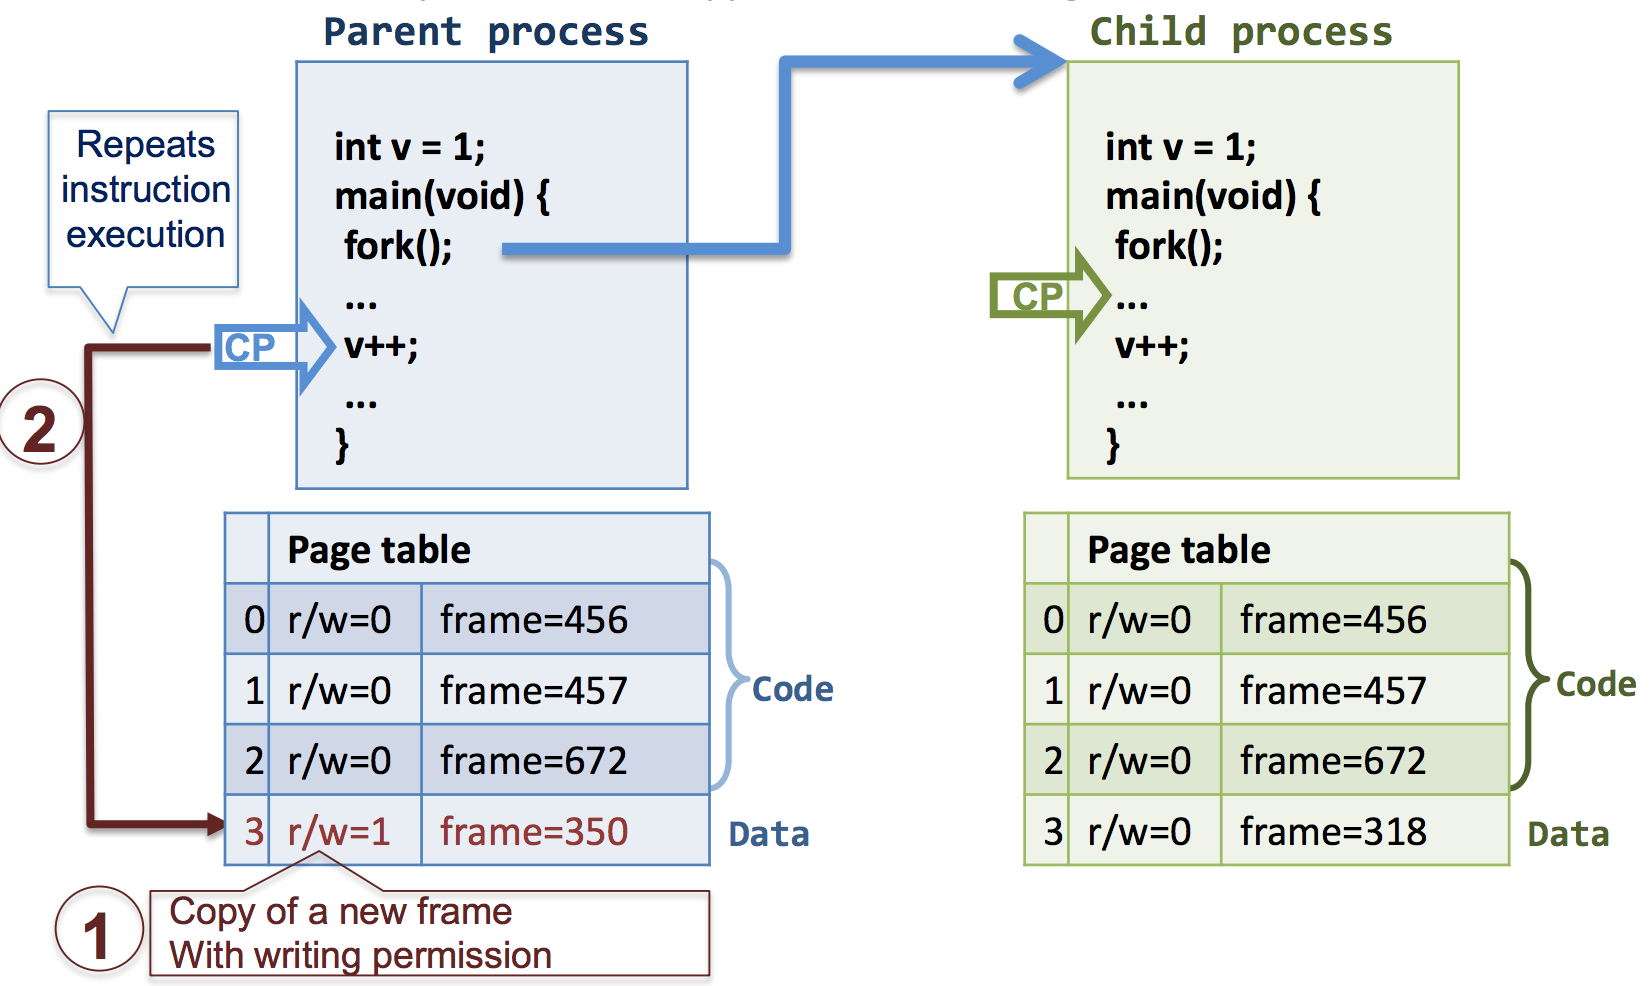 Parent process
Child process
Repeats
instruction
execution
int v = 1;
main(void) {
fork();
...
CP
v++;
...
}
int v = 1;
main(void) {
fork();
CP
...
v++;
...
}
2
Page table
0 r/w=0 frame=456
1 r/w=0 frame=457
2 r/w=0 frame=672
3 r/w=1 frame=350
Code
Data
Page table
0 r/w=0 frame=456
1 r/w=0 frame=457
2 r/w=0 frame=672
3 r/w=0 frame=318
Code
Data
1
Copy of a new frame
With writing permission